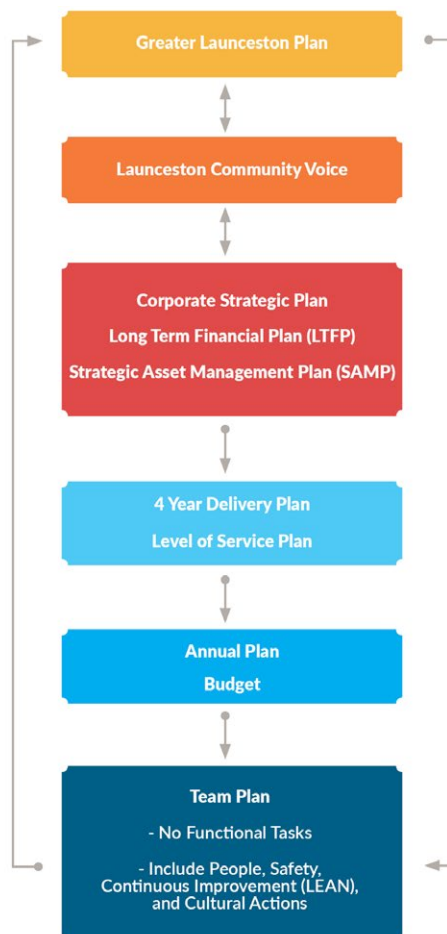 Greater Launceston Plan
Launceston Community Voice
Corporate Strategic Plan
Long Term Financial Plan (LTFP)
Strategic Asset Management Plan (SAMP)
4 Year Delivery Plan
Level of Service Plan
Annual Plan
Budget
Team Plan
- No Functional Tasks
- Include People, Safety,
Continuous Improvement (LEAN),
and Cultural Actions